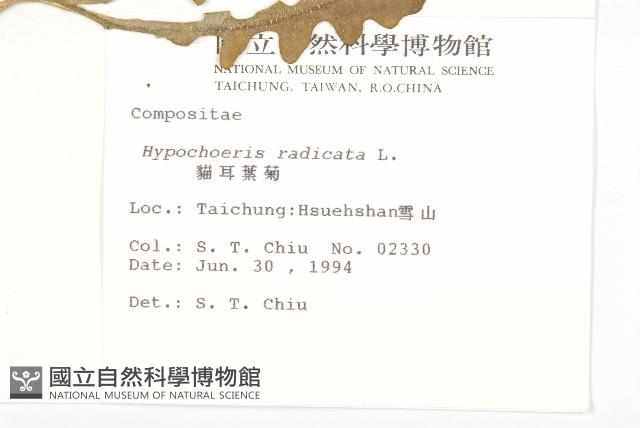 國立自然科學博物館
NATIONAL MUSEUM OF NATURAL SCIENCE
TAICHUNG, TAIWAN, R.O.CHINA
Compositae
Hypochoeris radicata L.
貓耳葉菊
Loc.: Taichung:Hsuehshan雪山
Col.: S. T. Chiu No. 02330
Date: Jun. 30 , 1994
Det.: S. T. Chiu
國立自然科學博物館
NATIONAL MUSEUM OF NATURAL SCIENCE